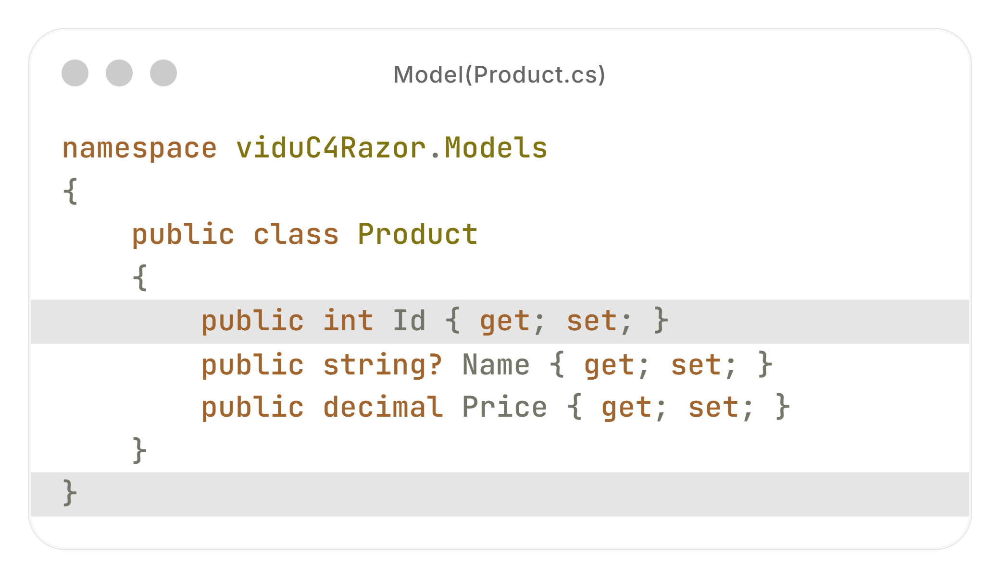 Model(Product.cs)
namespace viduC4Razor.Models
{
    public class Product
    {
        public int Id { get; set; }
        public string? Name { get; set; }
        public decimal Price { get; set; }
    }
}